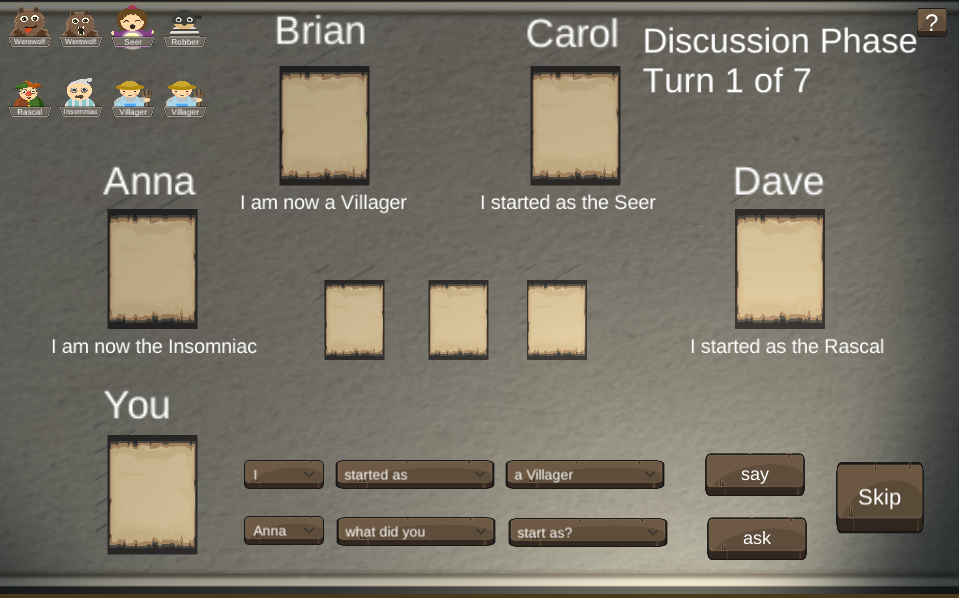 Werewolf
Werewolf
Seer
Robber
Rascal
Insomniac
Villager
Villager
Brian
I am now a Villager
Carol
I started as the Seer
Discussion Phase
Turn 1 of 7
?
Anna
I am now the Insomniac
Dave
I started as the Rascal
You
I
started as
a Villager
say
Anna
what did you
start as?
ask
Skip